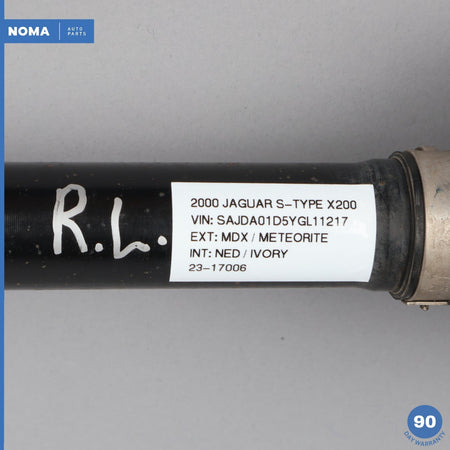 NOMA
AUTO
PARTS
R.L.
2000 JAGUAR S-TYPE X200
VIN: SAJDA01D5YGL11217
EXT: MDX / METEORITE
INT: NED / IVORY
23-17006
90
DAY WARRANTY